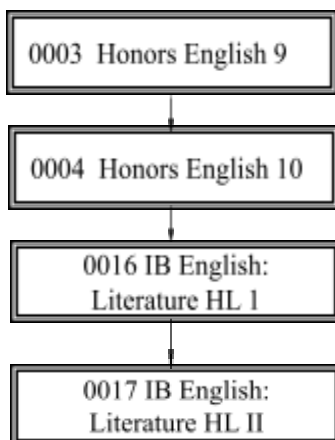 0003 Honors English 9
0004 Honors English 10
0016 IB English:
Literature HL 1
0017 IB English:
Literature HL II